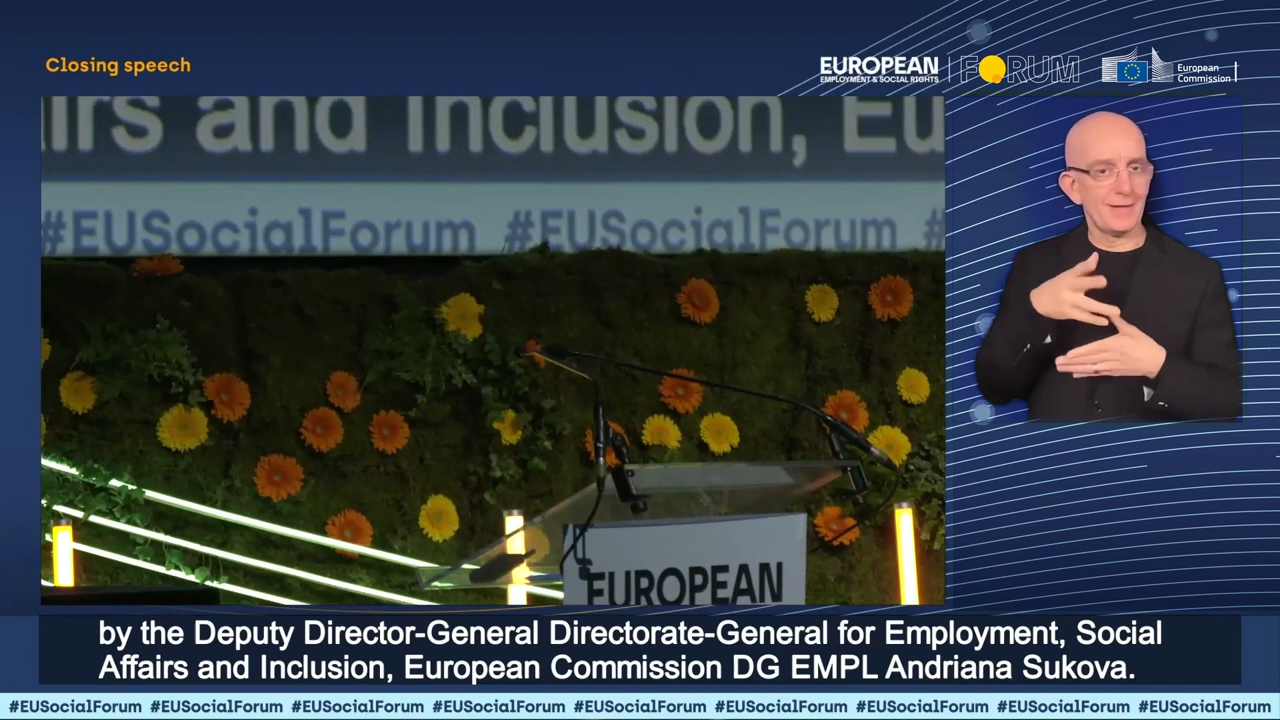 Closing speech
EUROPEAN
EMPLOYMENT & SOCIAL RIGHTS
FORUM
European
Commission
irs and Inclusion, Eu
#EUSocialForum #EUSocialForum #
EUROPEAN
by the Deputy Director-General Directorate-General for Employment, Social
Affairs and Inclusion, European Commission DG EMPL Andriana Sukova.
#EUSocialForum #EUSocialForum #EUSocialForum #EUSocialForum #EUSocialForum #EUSocialForum #EUSocialForum #EUSocialForum #EUSocialForum